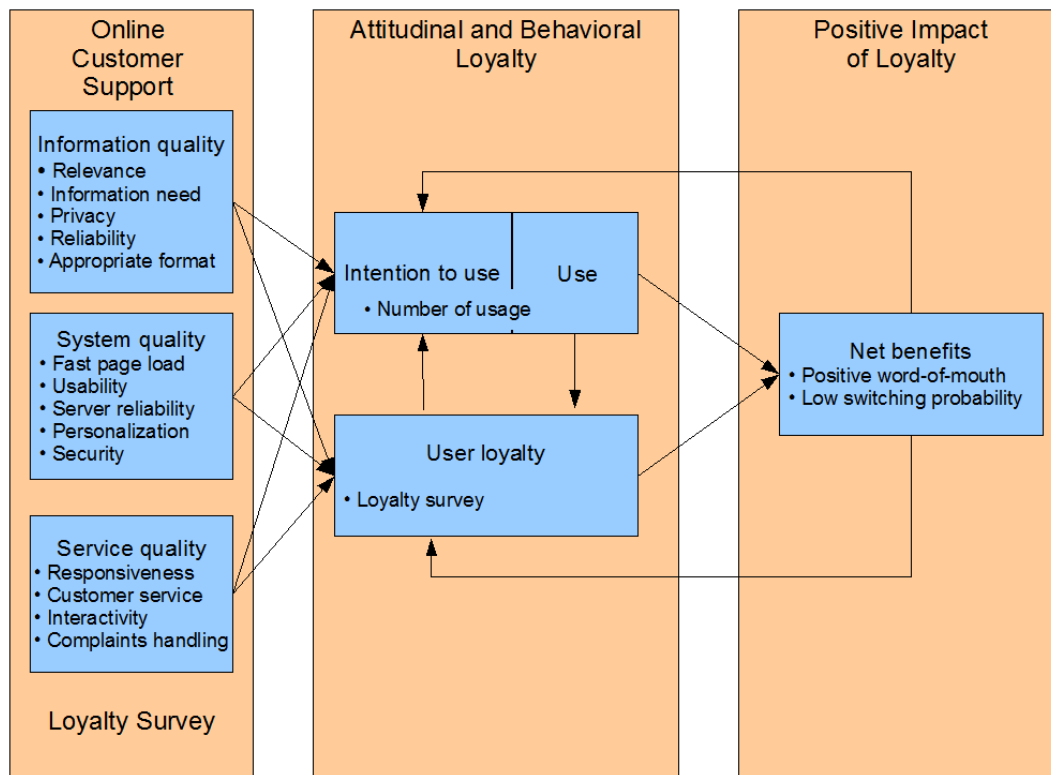 Online
Customer
Support
Information quality
• Relevance
• Information need
• Privacy
• Reliability
• Appropriate format
System quality
• Fast page load
• Usability
• Server reliability
• Personalization
• Security
Service quality
• Responsiveness
• Customer service
• Interactivity
• Complaints handling
Loyalty Survey
Attitudinal and Behavioral
Loyalty
Intention to use
Use
• Number of usage
User loyalty
• Loyalty survey
Positive Impact
of Loyalty
Net benefits
• Positive word-of-mouth
• Low switching probability